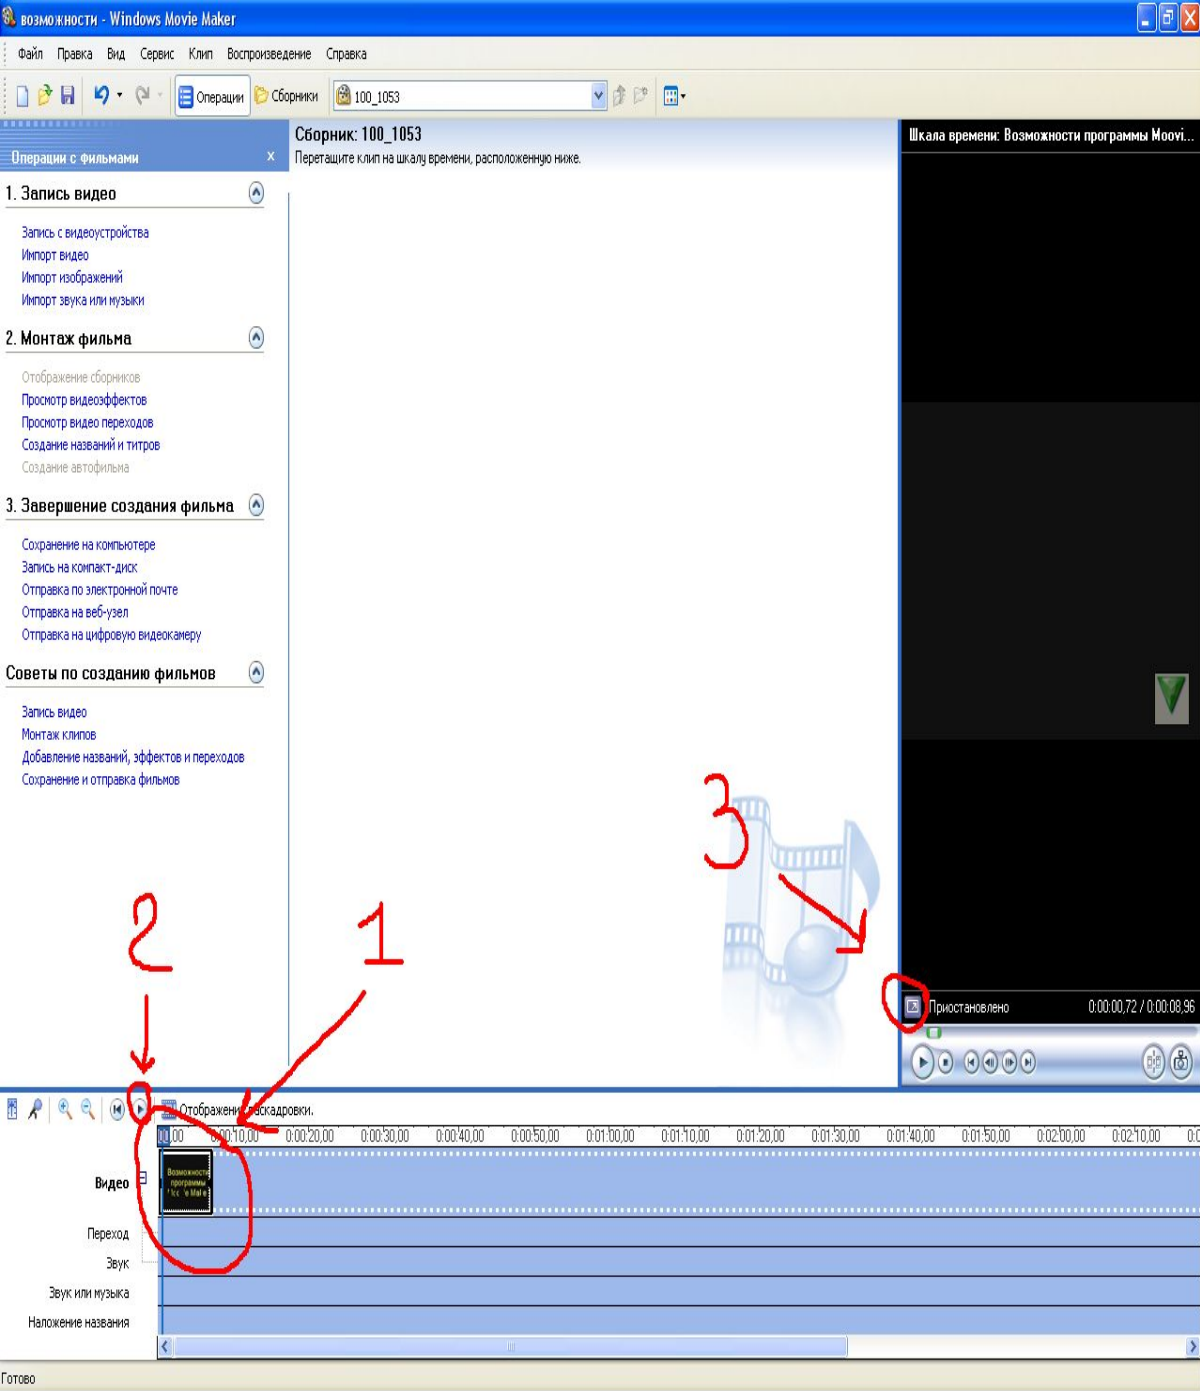 возможности - Windows Movie Maker
Файл Правка Вид Сервис Клип Воспроизведение Справка
Операции Сборники 100_1053
Операции с фильмами x
1. Запись видео
Запись с видеоустройства
Импорт видео
Импорт изображений
Импорт звука или музыки
2. Монтаж фильма
Отображение сборников
Просмотр видеоэффектов
Просмотр видео переходов
Создание названий и титров
Создание автофильма
3. Завершение создания фильма
Сохранение на компьютере
Запись на компакт-диск
Отправка по электронной почте
Отправка на веб-узел
Отправка на цифровую видеокамеру
Советы по созданию фильмов
Запись видео
Монтаж клипов
Добавление названий, эффектов и переходов
Сохранение и отправка фильмов
Сборник: 100_1053
Перетащите клип на шкалу времени, расположенную ниже.
Шкала времени: Возможности программы Moovi...
3
2
1
Приостановлено 0:00:00,72 / 0:00:08,96
Отображение раскадровки.
00,00 0:00:10,00 0:00:20,00 0:00:30,00 0:00:40,00 0:00:50,00 0:01:00,00 0:01:10,00 0:01:20,00 0:01:30,00 0:01:40,00 0:01:50,00 0:02:00,00 0:02:10,00
Видео
Возможности
программы
Переход
Звук
Звук или музыка
Наложение названия
Готово